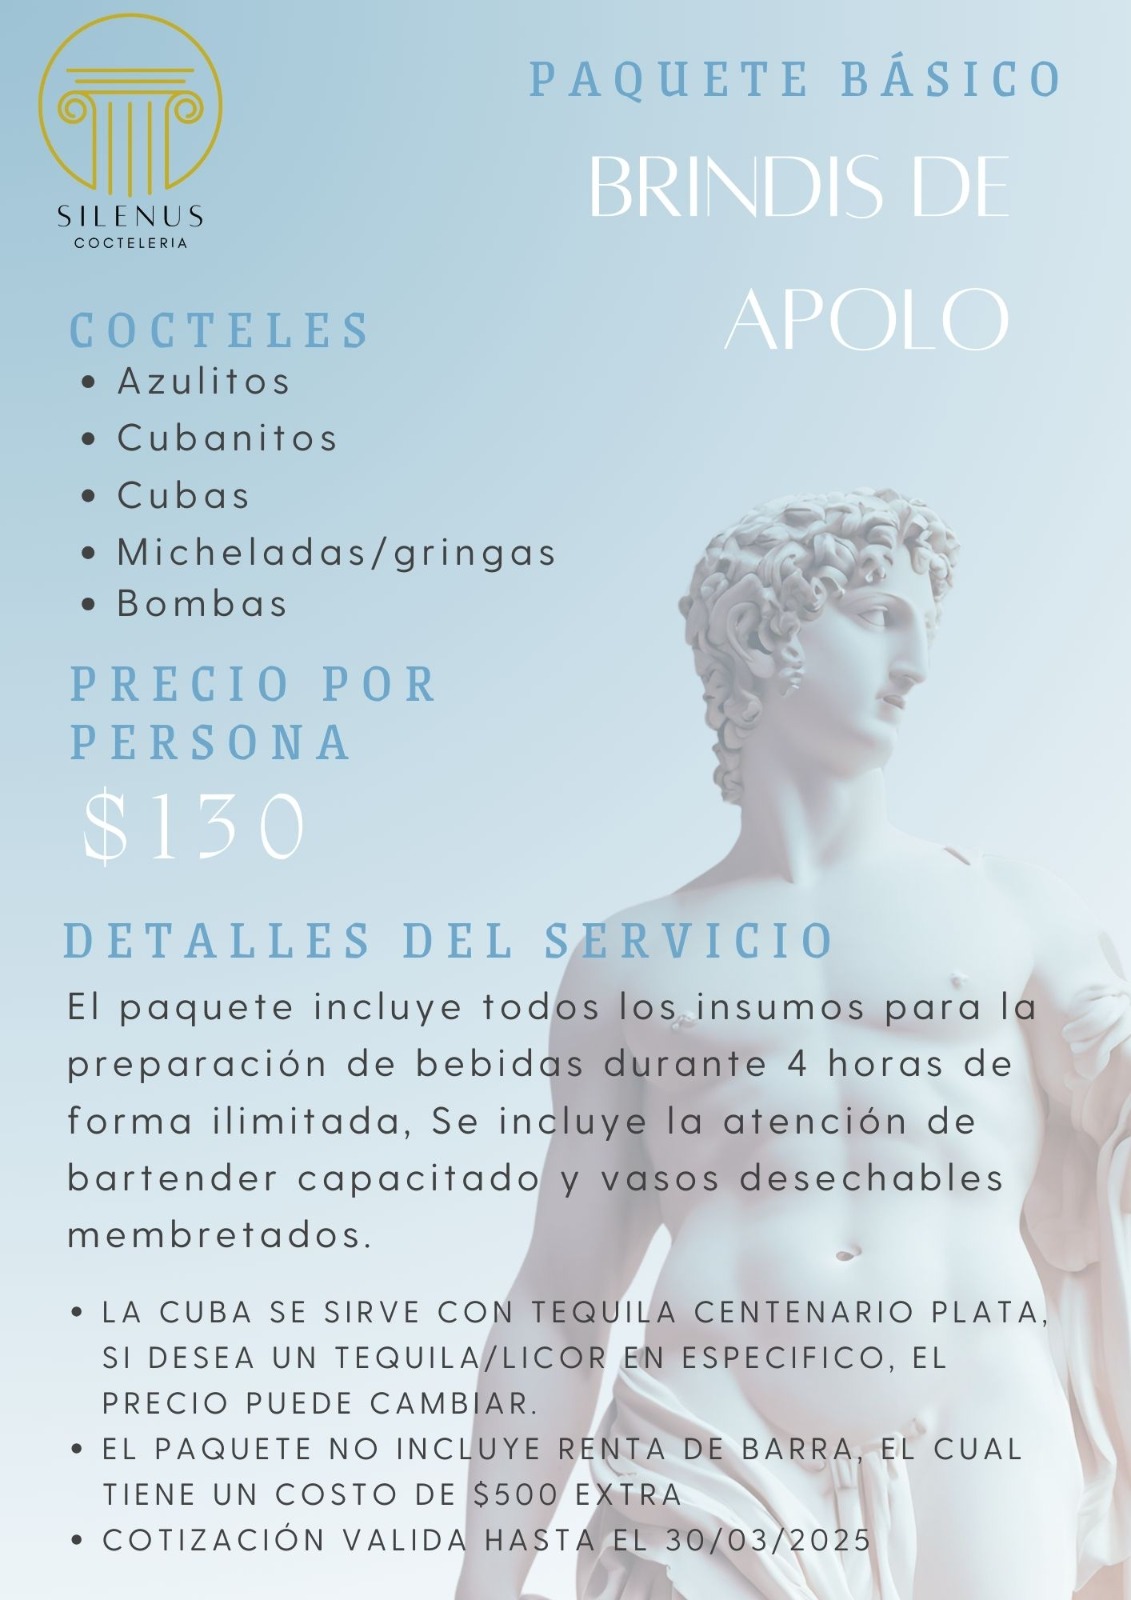 SILENUS
COCTELERIA
PAQUETE BÁSICO
BRINDIS DE
APOLO
COCTELES
• Azulitos
• Cubanitos
• Cubas
• Micheladas/gringas
• Bombas
PRECIO POR
PERSONA
$130
DETALLES DEL SERVICIO
El paquete incluye todos los insumos para la
preparación de bebidas durante 4 horas de
forma ilimitada, Se incluye la atención de
bartender capacitado y vasos desechables
membretados.
• LA CUBA SE SIRVE CON TEQUILA CENTENARIO PLATA,
SI DESEA UN TEQUILA/LICOR EN ESPECIFICO, EL
PRECIO PUEDE CAMBIAR.
• EL PAQUETE NO INCLUYE RENTA DE BARRA, EL CUAL
TIENE UN COSTO DE $500 EXTRA
• COTIZACIÓN VALIDA HASTA EL 30/03/2025